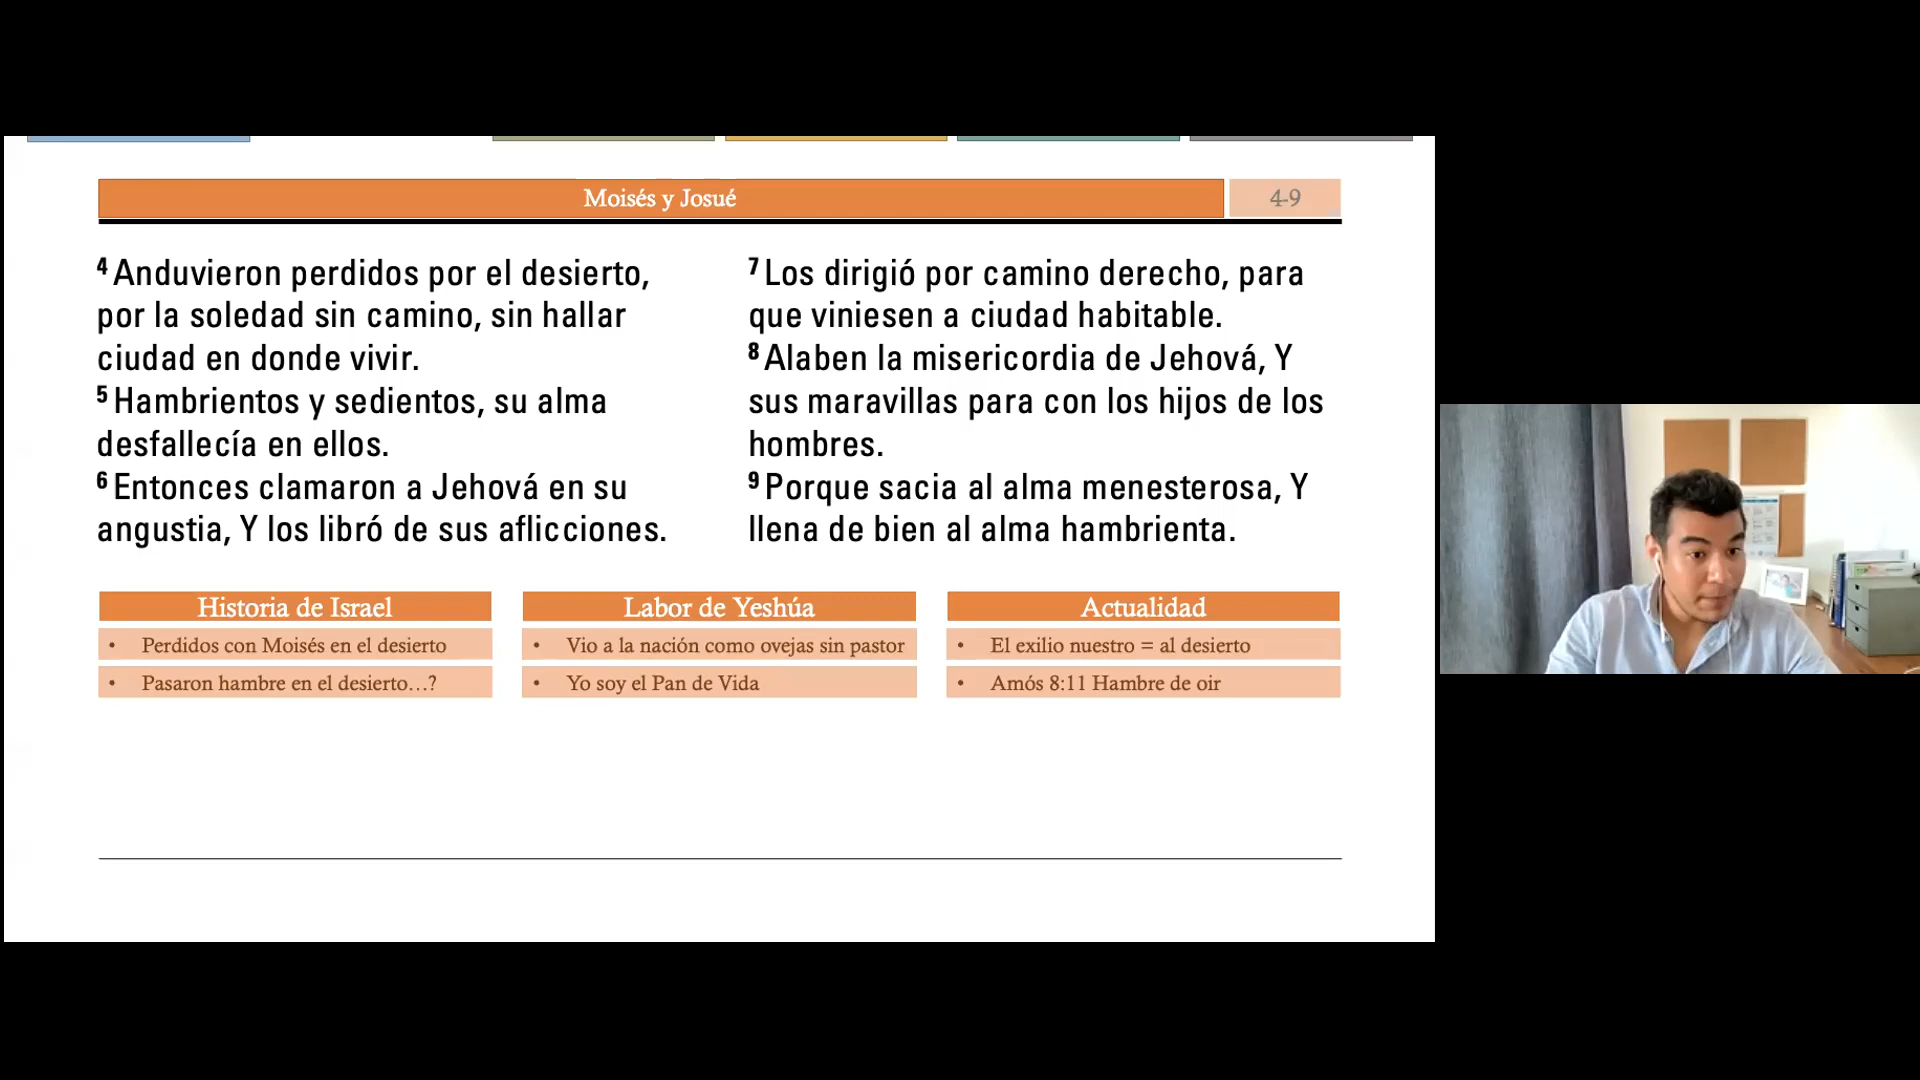 Moisés y Josué
4-9
4 Anduvieron perdidos por el desierto,
por la soledad sin camino, sin hallar
ciudad en donde vivir.
5 Hambrientos y sedientos, su alma
desfallecía en ellos.
6 Entonces clamaron a Jehová en su
angustia, Y los libró de sus aflicciones.
7 Los dirigió por camino derecho, para
que viniesen a ciudad habitable.
8 Alaben la misericordia de Jehová, Y
sus maravillas para con los hijos de los
hombres.
9 Porque sacia al alma menesterosa, Y
llena de bien al alma hambrienta.
Historia de Israel
• Perdidos con Moisés en el desierto
• Pasaron hambre en el desierto…?
Labor de Yeshúa
• Vio a la nación como ovejas sin pastor
• Yo soy el Pan de Vida
Actualidad
• El exilio nuestro = al desierto
• Amós 8:11 Hambre de oir